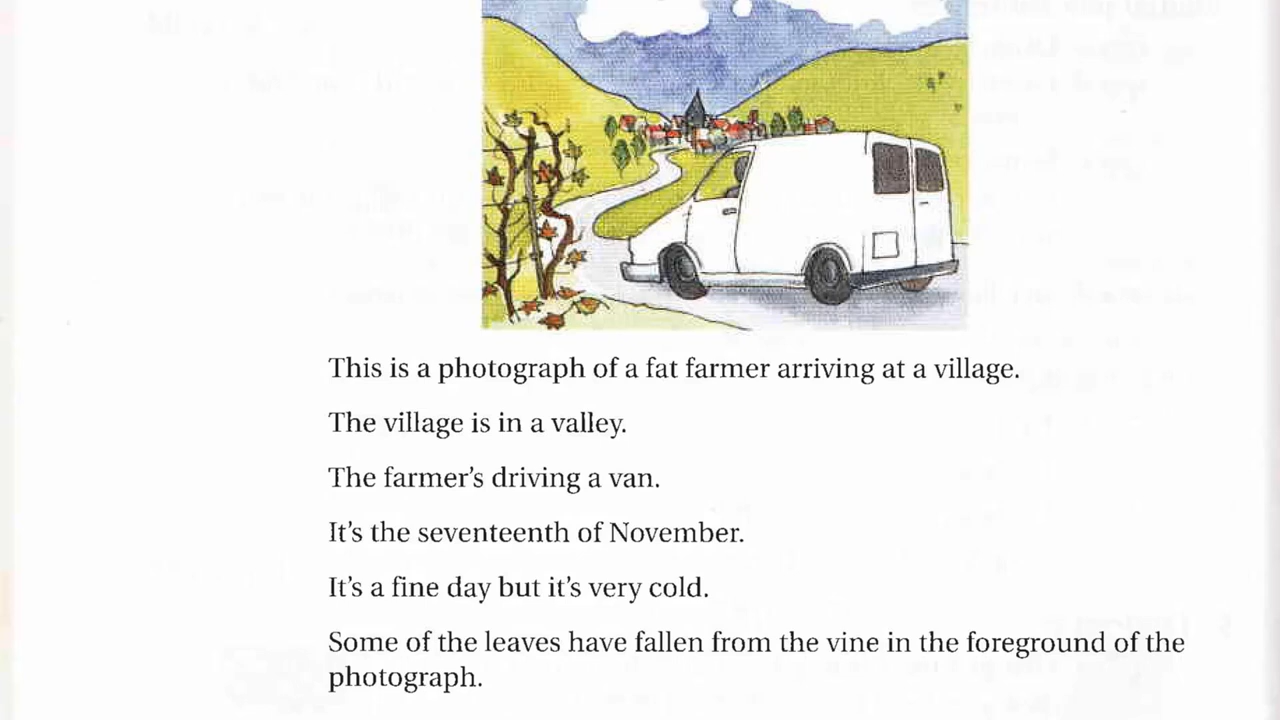 This is a photograph of a fat farmer arriving at a village.
The village is in a valley.
The farmer's driving a van.
It's the seventeenth of November.
It's a fine day but it's very cold.
Some of the leaves have fallen from the vine in the foreground of the
photograph.